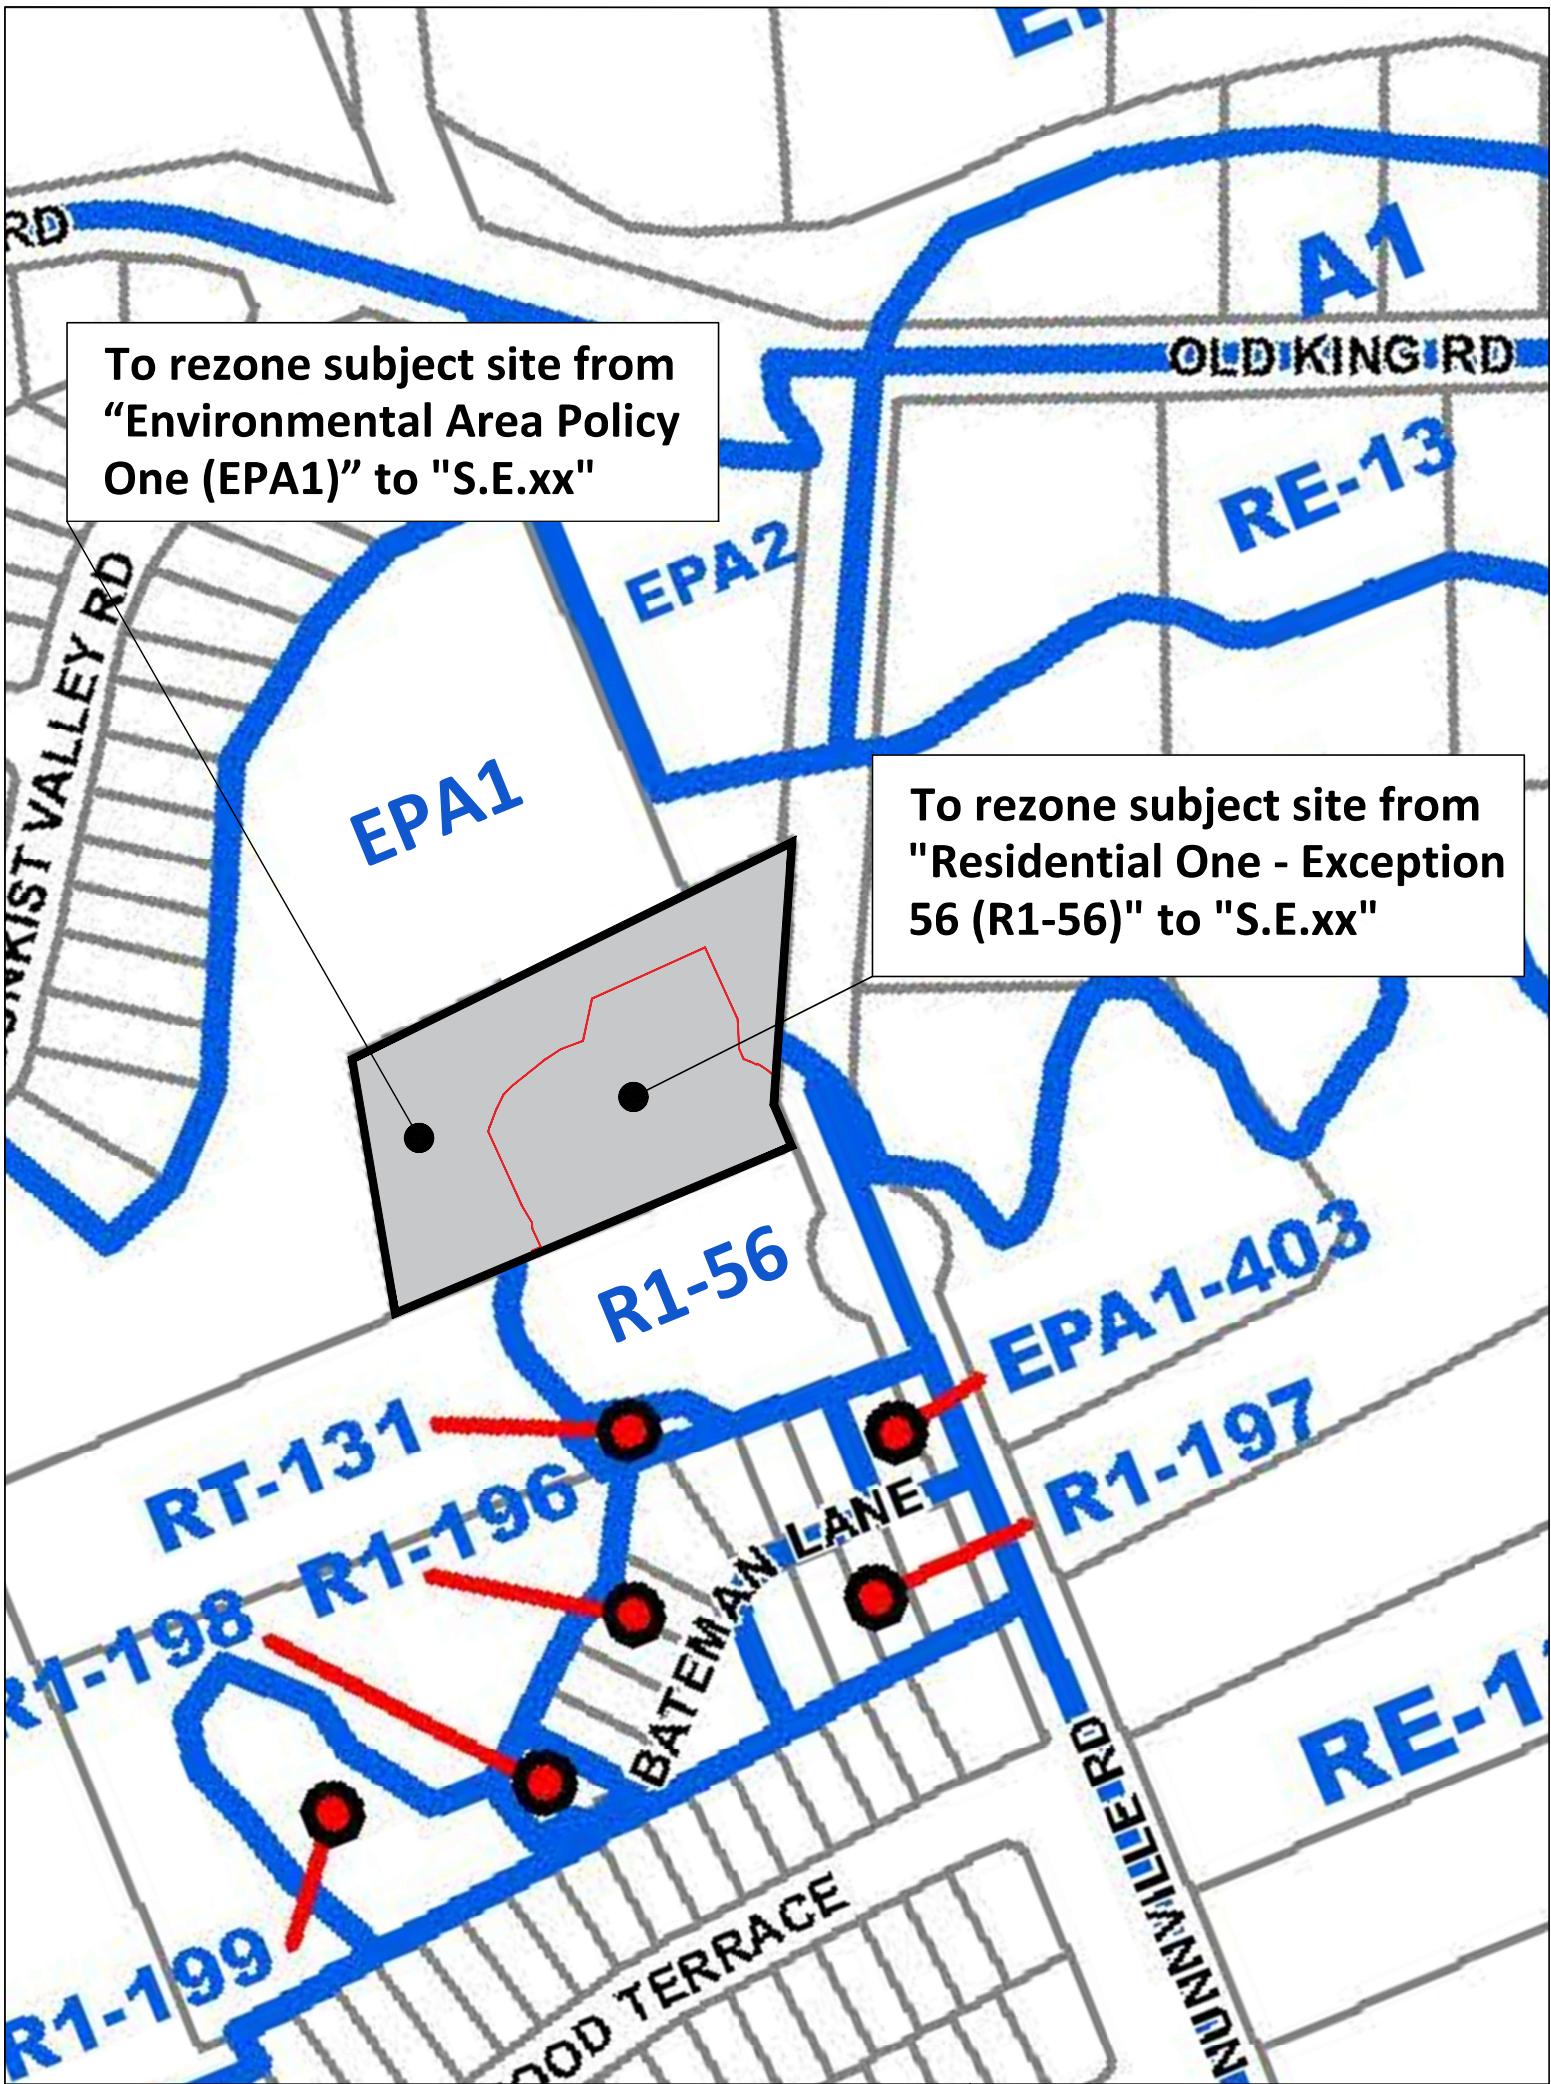 A1
RD
OLD KING RD
To rezone subject site from
“Environmental Area Policy
One (EPA1)” to "S.E.xx"
RE-13
EPA2
VALLEY RD
EPA1
To rezone subject site from
"Residential One - Exception
56 (R1-56)" to "S.E.xx"
R1-56
EPA1-403
RT-131
R1-197
R1-196
BATEMAN LANE
R1-198
RE-1
NUNNVILLE RD
R1-199
TERRACE